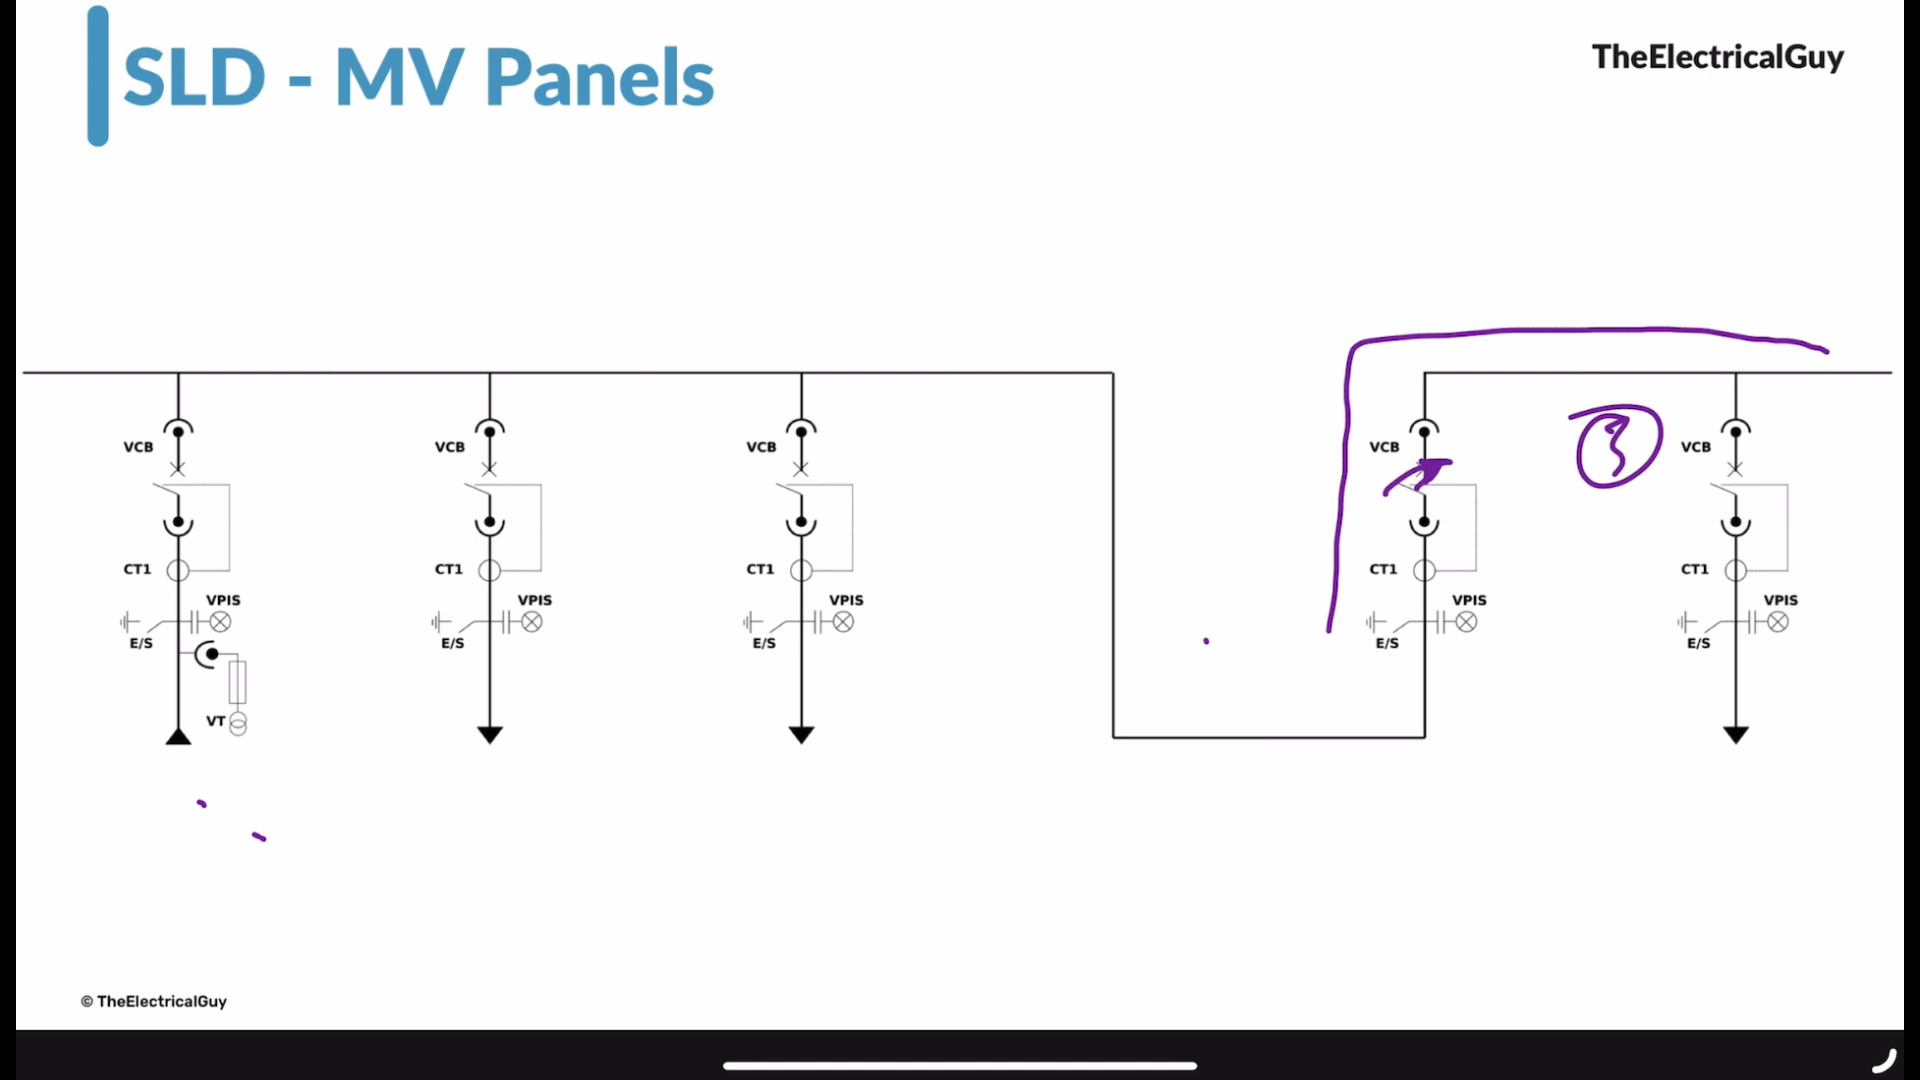 SLD - MV Panels
TheElectricalGuy
VCB VCB VCB VCB VCB
CT1 CT1 CT1 CT1 CT1
VPIS VPIS VPIS VPIS VPIS
E/S E/S E/S E/S E/S
VT
© TheElectricalGuy